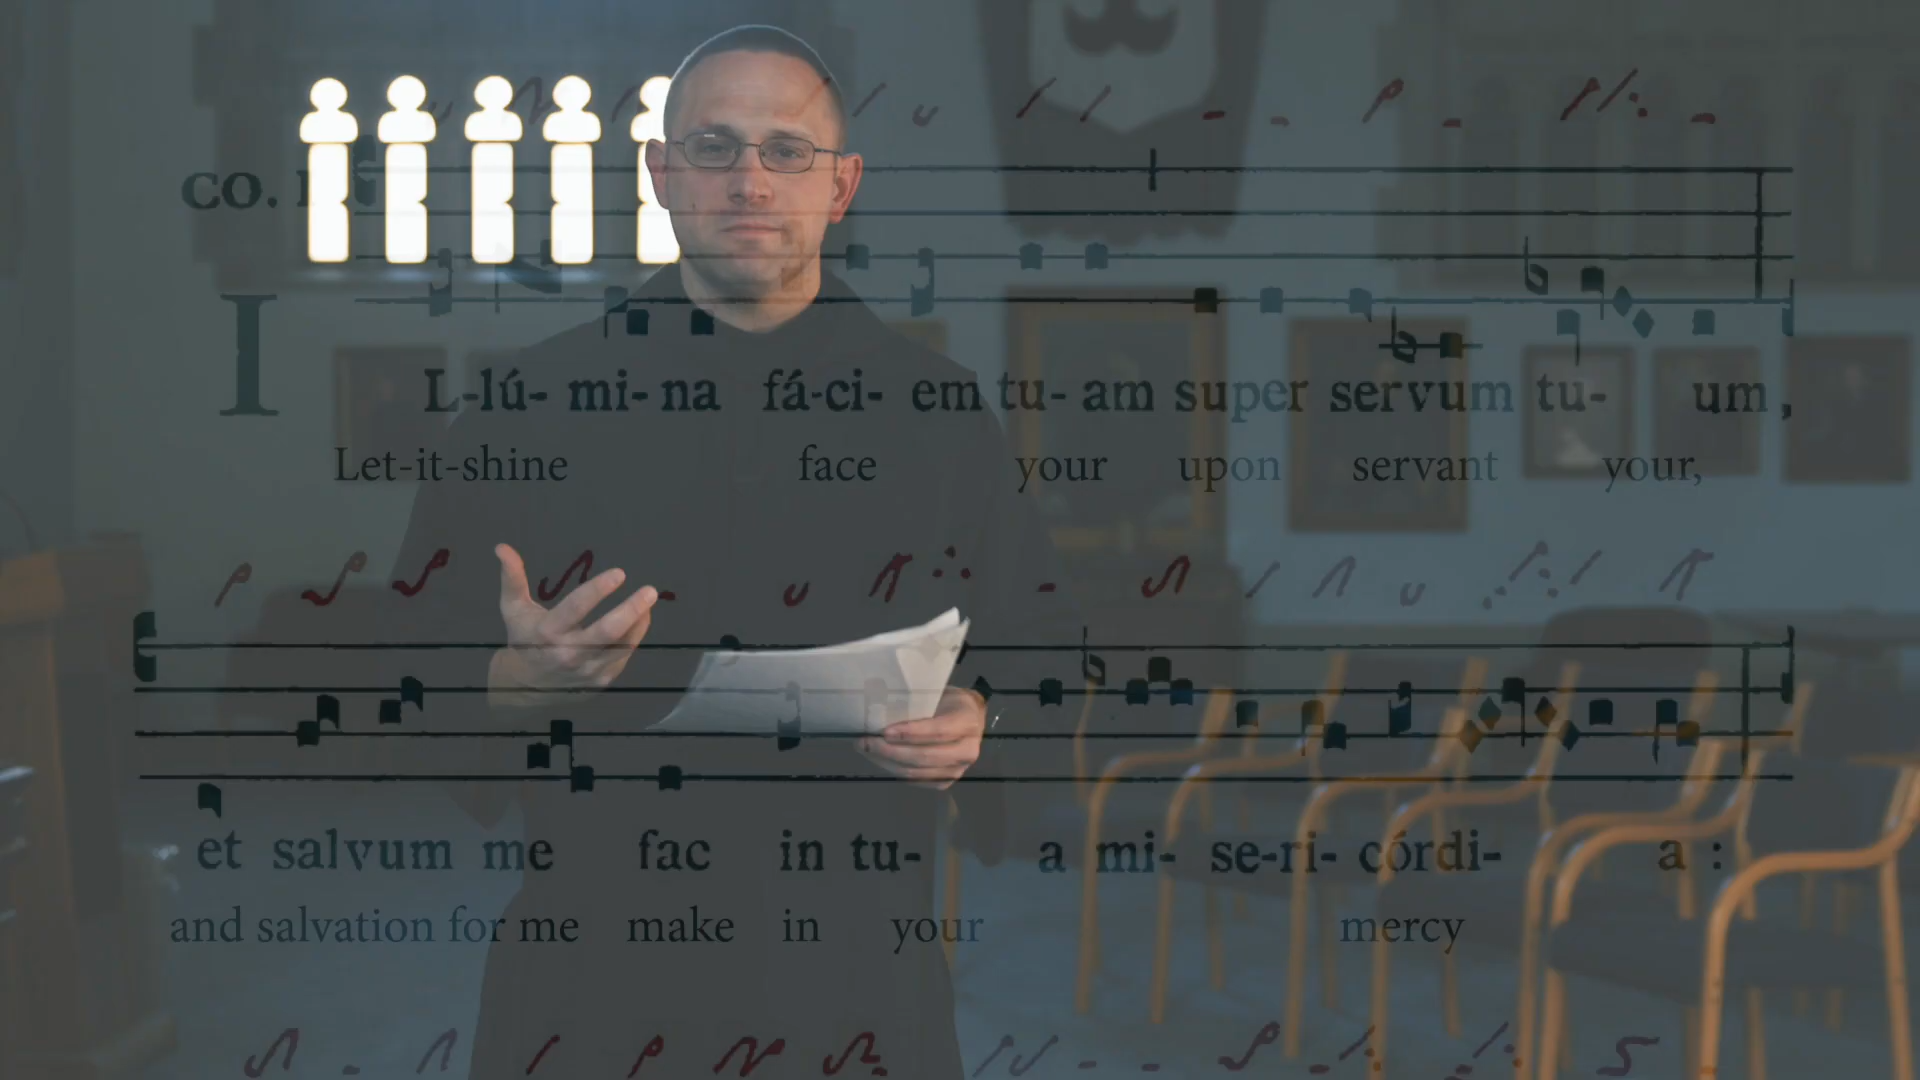 CO. I
IL-lú- mi- na fá-ci- em tu- am super servum tu- um,
Let-it-shine face your upon servant your,
et salvum me fac in tu- a mi- se-ri- córdi- a :
and salvation for me make in your mercy